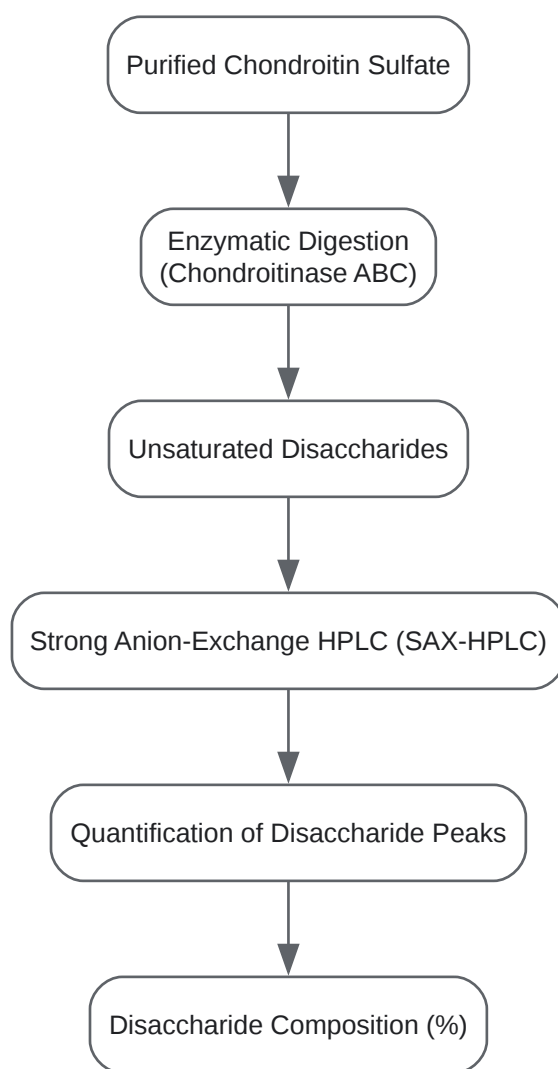 Purified Chondroitin Sulfate
Enzymatic Digestion
(Chondroitinase ABC)
Unsaturated Disaccharides
Strong Anion-Exchange HPLC (SAX-HPLC)
Quantification of Disaccharide Peaks
Disaccharide Composition (%)